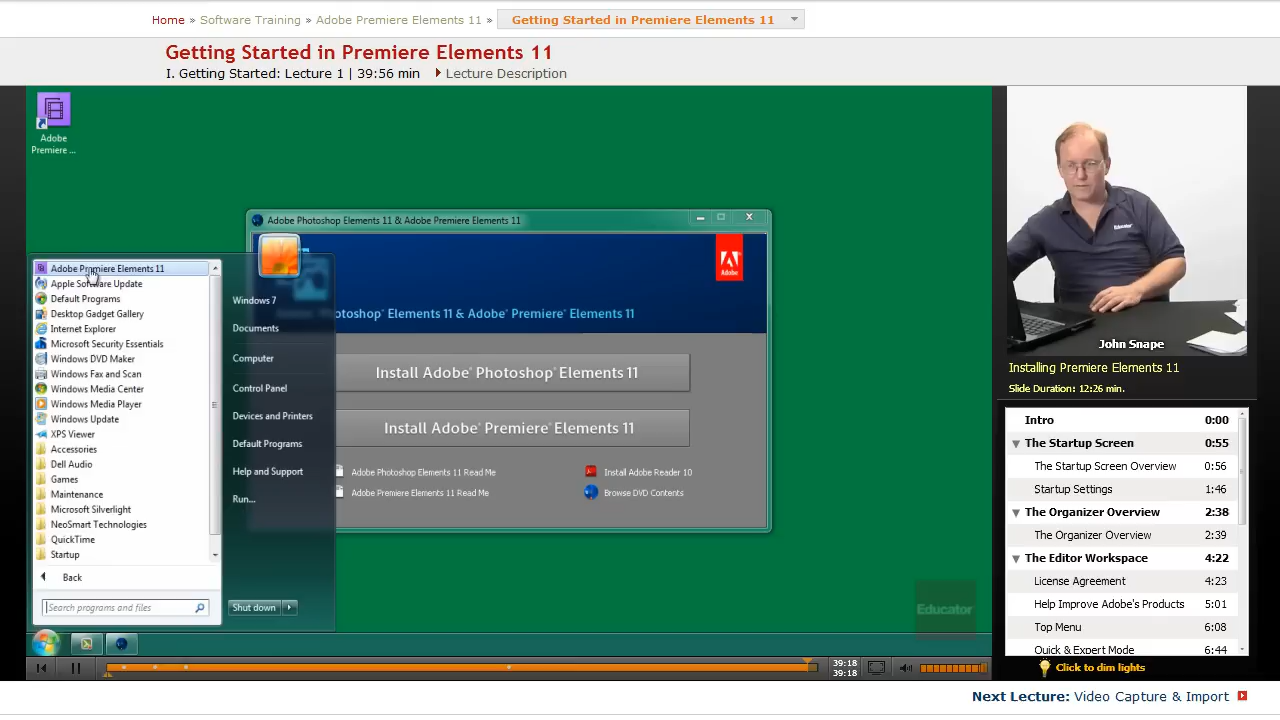 Home » Software Training » Adobe Premiere Elements 11 » Getting Started in Premiere Elements 11
Getting Started in Premiere Elements 11
I. Getting Started: Lecture 1 | 39:56 min Lecture Description
Adobe
Premiere ...
Adobe Photoshop Elements 11 & Adobe Premiere Elements 11
Adobe
otoshop® Elements 11 & Adobe® Premiere® Elements 11
Install Adobe® Photoshop® Elements 11
Install Adobe® Premiere® Elements 11
Adobe Photoshop Elements 11 Read Me
Install Adobe Reader 10
Adobe Premiere Elements 11 Read Me
Browse DVD Contents
Adobe Premiere Elements 11
Apple Software Update
Default Programs
Desktop Gadget Gallery
Internet Explorer
Microsoft Security Essentials
Windows DVD Maker
Windows Fax and Scan
Windows Media Center
Windows Media Player
Windows Update
XPS Viewer
Accessories
Dell Audio
Games
Maintenance
Microsoft Silverlight
NeoSmart Technologies
QuickTime
Startup
Back
Search programs and files
Windows 7
Documents
Computer
Control Panel
Devices and Printers
Default Programs
Help and Support
Run...
Shut down
Educator
39:18
39:18
Educator
John Snape
Installing Premiere Elements 11
Slide Duration: 12:26 min.
Intro 0:00
The Startup Screen 0:55
The Startup Screen Overview 0:56
Startup Settings 1:46
The Organizer Overview 2:38
The Organizer Overview 2:39
The Editor Workspace 4:22
License Agreement 4:23
Help Improve Adobe's Products 5:01
Top Menu 6:08
Quick & Expert Mode 6:44
Click to dim lights
Next Lecture: Video Capture & Import